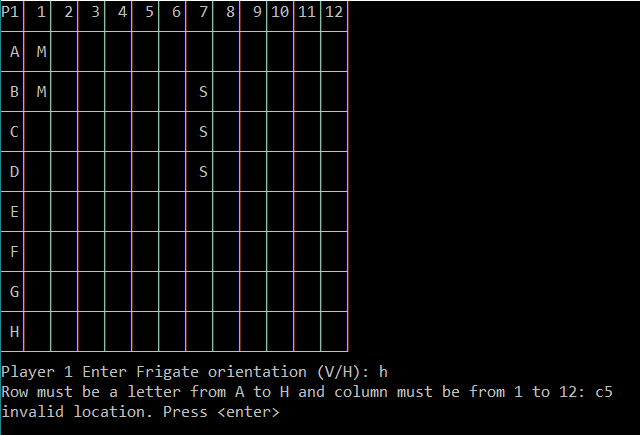 P1 1 2 3 4 5 6 7 8 9 10 11 12
A M
B M S
C S
D S
E
F
G
H
Player 1 Enter Frigate orientation (V/H): h
Row must be a letter from A to H and column must be from 1 to 12: c5
invalid location. Press <enter>